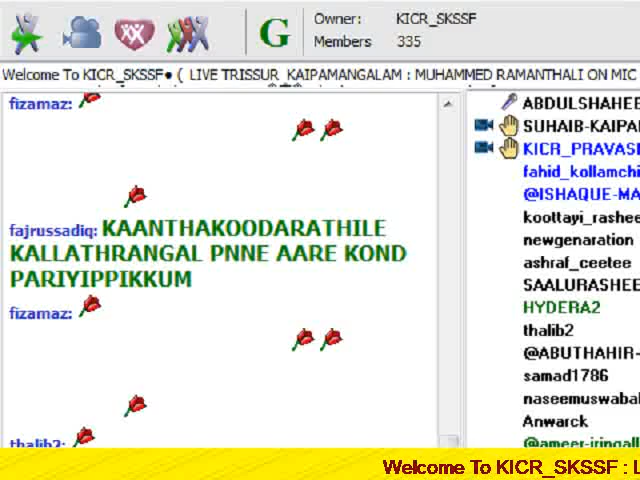 G
Owner: KICR_SKSSF
Members 335
Welcome To KICR_SKSSF● ( LIVE TRISSUR KAIPAMANGALAM : MUHAMMED RAMANTHALI ON MIC
fizamaz:
fajrussadiq: KAANTHAKOODARATHILE
KALLATHRANGAL PNNE AARE KOND
PARIYIPPIKKUM
fizamaz:
thalib2:
ABDULSHAHEE
SUHAIB-KAIPA
KICR_PRAVAS
fahid_kollamchi
@ISHAQUE-MA
koottayi_rashee
newgenaration
ashraf_ceetee
SAALURASHEE
HYDERA2
thalib2
@ABUTHAHIR-
samad1786
naseemuswabal
Anwarck
@ameer-iringall
Welcome To KICR_SKSSF : L